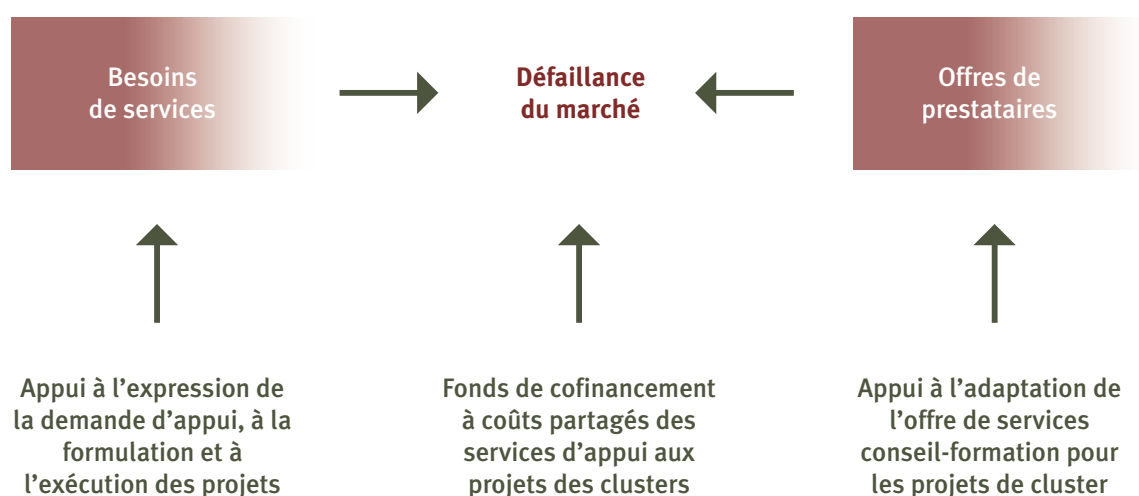 Besoins
de services
Défaillance
du marché
Offres de
prestataires
Appui à l’expression de
la demande d’appui, à la
formulation et à
l’exécution des projets
Fonds de cofinancement
à coûts partagés des
services d’appui aux
projets des clusters
Appui à l’adaptation de
l’offre de services
conseil-formation pour
les projets de cluster